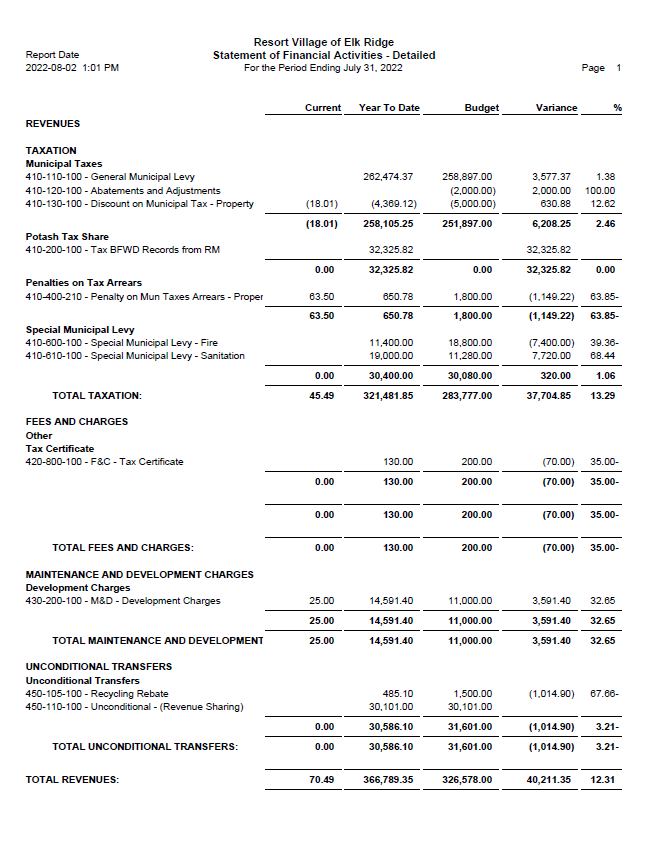 Resort Village of Elk Ridge
Report Date Statement of Financial Activities - Detailed
2022-08-02 1:01 PM For the Period Ending July 31, 2022 Page 1
Current Year To Date Budget Variance %
REVENUES
TAXATION
Municipal Taxes
410-110-100 - General Municipal Levy 262,474.37 258,897.00 3,577.37 1.38
410-120-100 - Abatements and Adjustments (2,000.00) 2,000.00 100.00
410-130-100 - Discount on Municipal Tax - Property (18.01) (4,369.12) (5,000.00) 630.88 12.62
(18.01) 258,105.25 251,897.00 6,208.25 2.46
Potash Tax Share
410-200-100 - Tax BFWD Records from RM 32,325.82 32,325.82
0.00 32,325.82 0.00 32,325.82 0.00
Penalties on Tax Arrears
410-400-210 - Penalty on Mun Taxes Arrears - Proper 63.50 650.78 1,800.00 (1,149.22) 63.85-
63.50 650.78 1,800.00 (1,149.22) 63.85-
Special Municipal Levy
410-600-100 - Special Municipal Levy - Fire 11,400.00 18,800.00 (7,400.00) 39.36-
410-610-100 - Special Municipal Levy - Sanitation 19,000.00 11,280.00 7,720.00 68.44
0.00 30,400.00 30,080.00 320.00 1.06
TOTAL TAXATION: 45.49 321,481.85 283,777.00 37,704.85 13.29
FEES AND CHARGES
Other
Tax Certificate
420-800-100 - F&C - Tax Certificate 130.00 200.00 (70.00) 35.00-
0.00 130.00 200.00 (70.00) 35.00-
0.00 130.00 200.00 (70.00) 35.00-
TOTAL FEES AND CHARGES: 0.00 130.00 200.00 (70.00) 35.00-
MAINTENANCE AND DEVELOPMENT CHARGES
Development Charges
430-200-100 - M&D - Development Charges 25.00 14,591.40 11,000.00 3,591.40 32.65
25.00 14,591.40 11,000.00 3,591.40 32.65
TOTAL MAINTENANCE AND DEVELOPMENT 25.00 14,591.40 11,000.00 3,591.40 32.65
UNCONDITIONAL TRANSFERS
Unconditional Transfers
450-105-100 - Recycling Rebate 485.10 1,500.00 (1,014.90) 67.66-
450-110-100 - Unconditional - (Revenue Sharing) 30,101.00 30,101.00
0.00 30,586.10 31,601.00 (1,014.90) 3.21-
TOTAL UNCONDITIONAL TRANSFERS: 0.00 30,586.10 31,601.00 (1,014.90) 3.21-
TOTAL REVENUES: 70.49 366,789.35 326,578.00 40,211.35 12.31